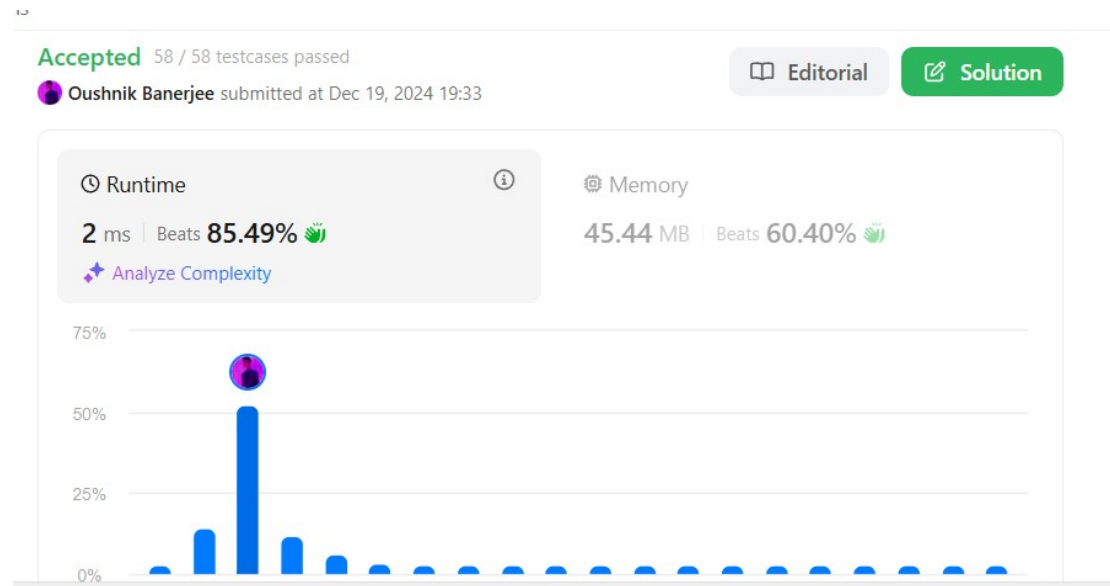 Accepted 58 / 58 testcases passed
Editorial
Solution
Oushnik Banerjee submitted at Dec 19, 2024 19:33
Runtime
2 ms Beats 85.49%
Analyze Complexity
Memory
45.44 MB Beats 60.40%
75%
50%
25%
0%